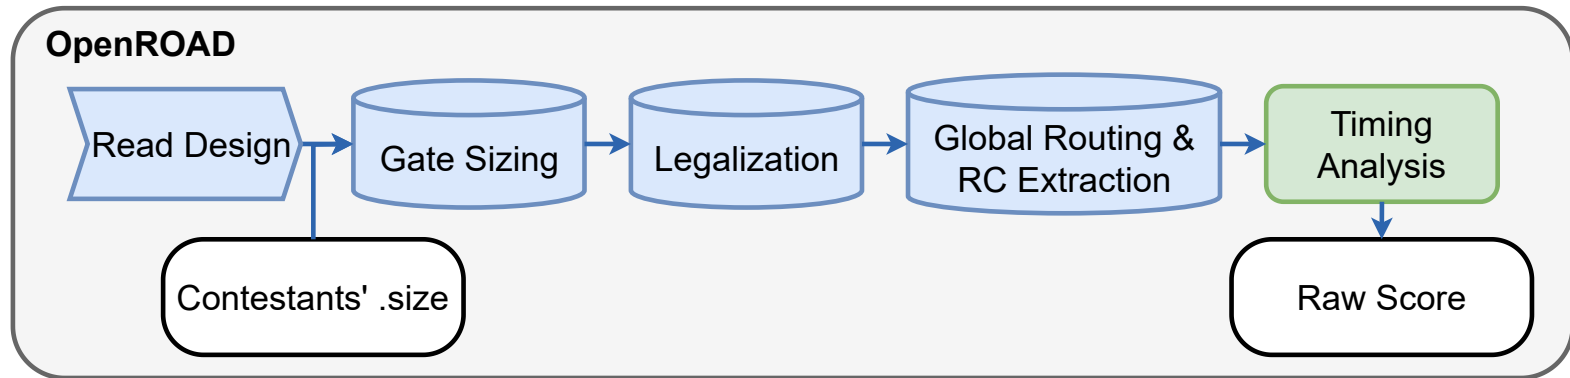 OpenROAD
Read Design
Gate Sizing
Legalization
Global Routing &
RC Extraction
Timing
Analysis
Contestants' .size
Raw Score